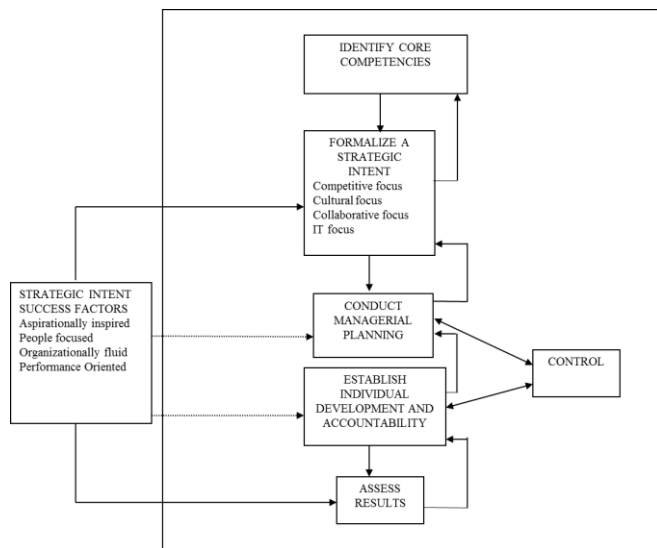 IDENTIFY CORE
COMPETENCIES
FORMALIZE A
STRATEGIC
INTENT
Competitive focus
Cultural focus
Collaborative focus
IT focus
STRATEGIC INTENT
SUCCESS FACTORS
Aspirationally inspired
People focused
Organizationally fluid
Performance Oriented
CONDUCT
MANAGERIAL
PLANNING
CONTROL
ESTABLISH
INDIVIDUAL
DEVELOPMENT AND
ACCOUNTABILITY
ASSESS
RESULTS